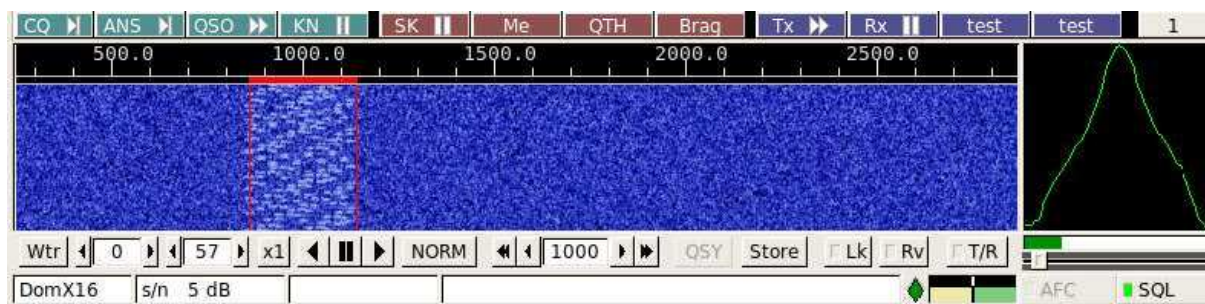 CQ ANS QSO KN SK Me QTH Brag Tx Rx test test 1
500.0 1000.0 1500.0 2000.0 2500.0
Wtr 0 57 x1 NORM 1000 QSY Store Lk Rv T/R
DomX16 s/n 5 dB AFC SQL